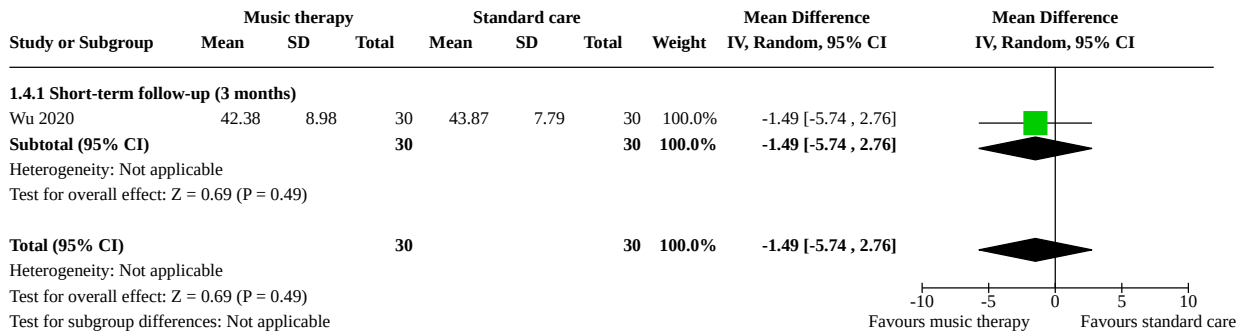 Music therapy Standard care Mean Difference Mean Difference
Study or Subgroup Mean SD Total Mean SD Total Weight IV, Random, 95% CI IV, Random, 95% CI
1.4.1 Short-term follow-up (3 months)
Wu 2020 42.38 8.98 30 43.87 7.79 30 100.0% -1.49 [-5.74 , 2.76]
Subtotal (95% CI) 30 30 100.0% -1.49 [-5.74 , 2.76]
Heterogeneity: Not applicable
Test for overall effect: Z = 0.69 (P = 0.49)
Total (95% CI) 30 30 100.0% -1.49 [-5.74 , 2.76]
Heterogeneity: Not applicable
Test for overall effect: Z = 0.69 (P = 0.49) -10 -5 0 5 10
Test for subgroup differences: Not applicable Favours music therapy Favours standard care